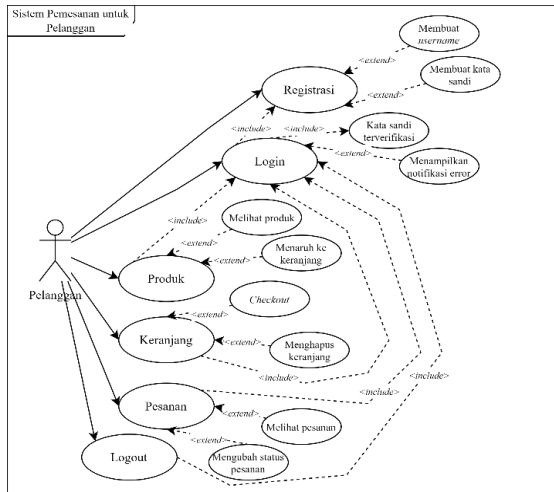 Sistem Pemesanan untuk
Pelanggan
Membuat
username
<extend>
Registrasi
Membuat kata
sandi
<extend>
<include>
<include>
Kata sandi
terverifikasi
<extend>
Login
Menampilkan
notifikasi error
<include>
Melihat produk
<extend>
Menaruh ke
keranjang
<extend>
Produk
Pelanggan
Checkout
<extend>
Keranjang
<extend>
Menghapus
keranjang
<include>
<include>
<include>
Pesanan
<extend>
Melihat pesanan
<extend>
Logout
Mengubah status
pesanan